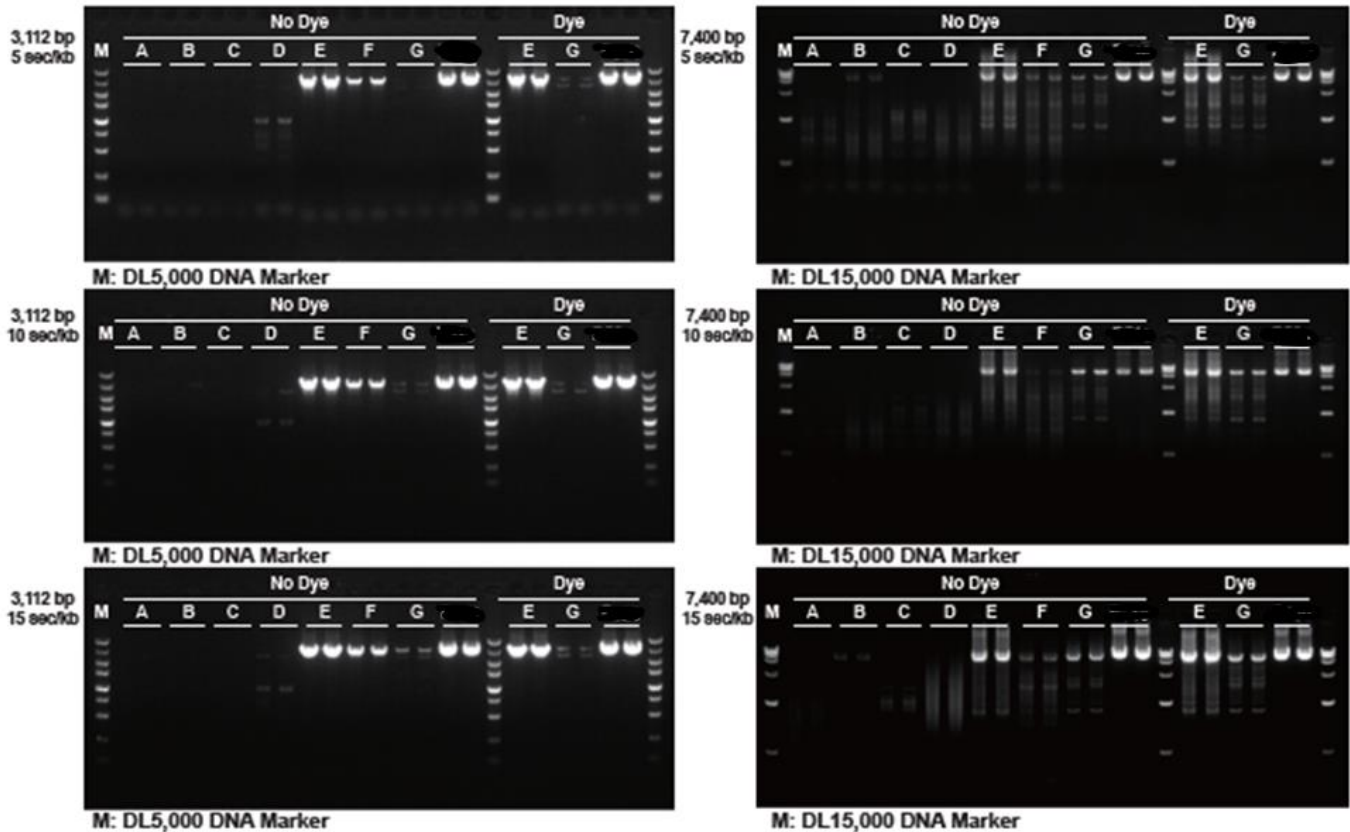 No Dye Dye
3,112 bp
5 sec/kb
M A B C D E F G E G
M: DL5,000 DNA Marker
No Dye Dye
7,400 bp
5 sec/kb
M A B C D E F G E G
M: DL15,000 DNA Marker
No Dye Dye
3,112 bp
10 sec/kb
M A B C D E F G E G
M: DL5,000 DNA Marker
No Dye Dye
7,400 bp
10 sec/kb
M A B C D E F G E G
M: DL15,000 DNA Marker
No Dye Dye
3,112 bp
15 sec/kb
M A B C D E F G E G
M: DL5,000 DNA Marker
No Dye Dye
7,400 bp
15 sec/kb
M A B C D E F G E G
M: DL15,000 DNA Marker